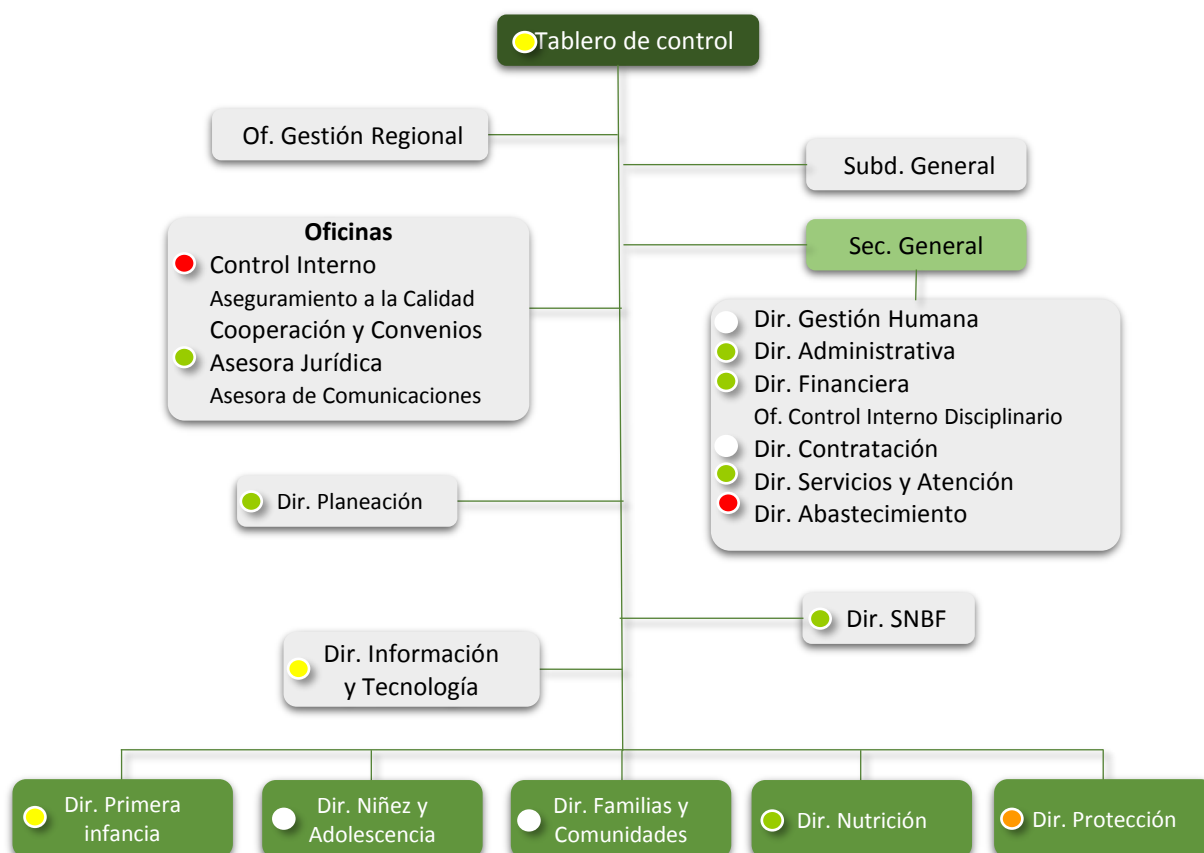 Tablero de control
Of. Gestión Regional
Subd. General
Oficinas
Control Interno
Aseguramiento a la Calidad
Cooperación y Convenios
Asesora Jurídica
Asesora de Comunicaciones
Sec. General
Dir. Gestión Humana
Dir. Administrativa
Dir. Financiera
Of. Control Interno Disciplinario
Dir. Contratación
Dir. Servicios y Atención
Dir. Abastecimiento
Dir. Planeación
Dir. SNBF
Dir. Información
y Tecnología
Dir. Primera
infancia
Dir. Niñez y
Adolescencia
Dir. Familias y
Comunidades
Dir. Nutrición
Dir. Protección